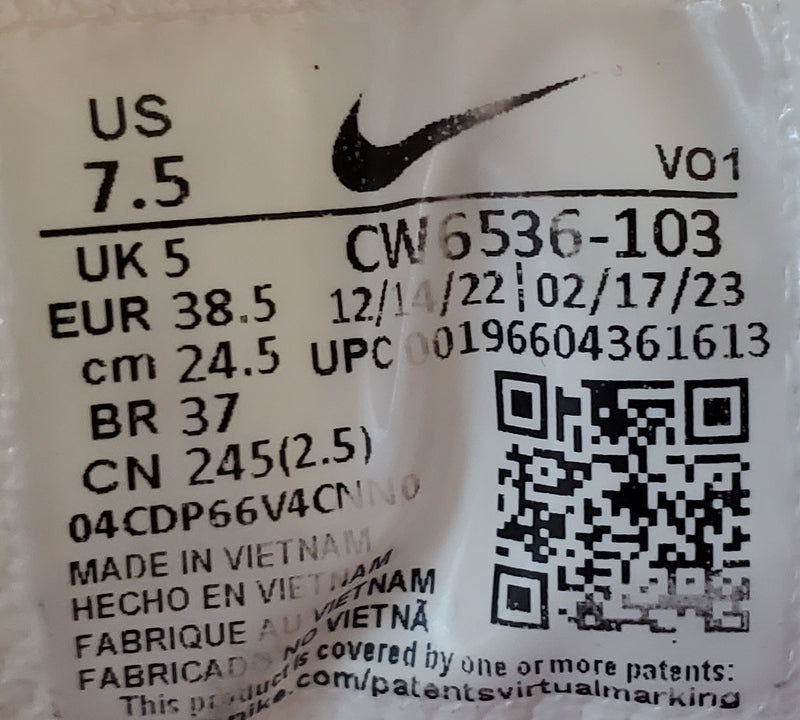 US
7.5
VO1
UK 5
CW6536-103
EUR 38.5
12/14/22 | 02/17/23
cm 24.5
UPC 00196604361613
BR 37
CN 245(2.5)
04CDP66V4CNNN0
MADE IN VIETNAM
HECHO EN VIETNAM
FABRIQUE AU VIETNAM
FABRICADO NO VIETNÃ
This product is covered by one or more patents:
nike.com/patentsvirtualmarking